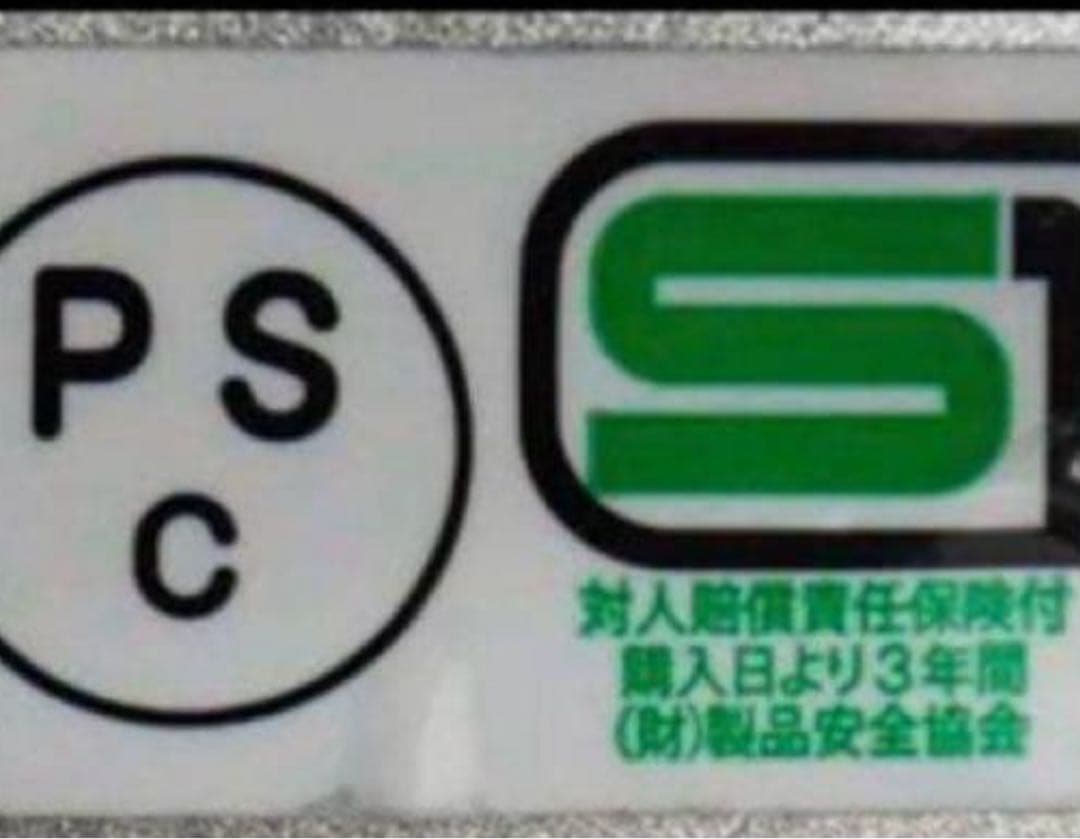 PS
C
S
対人賠償責任保険付
購入日より3年間
(財)製品安全協会